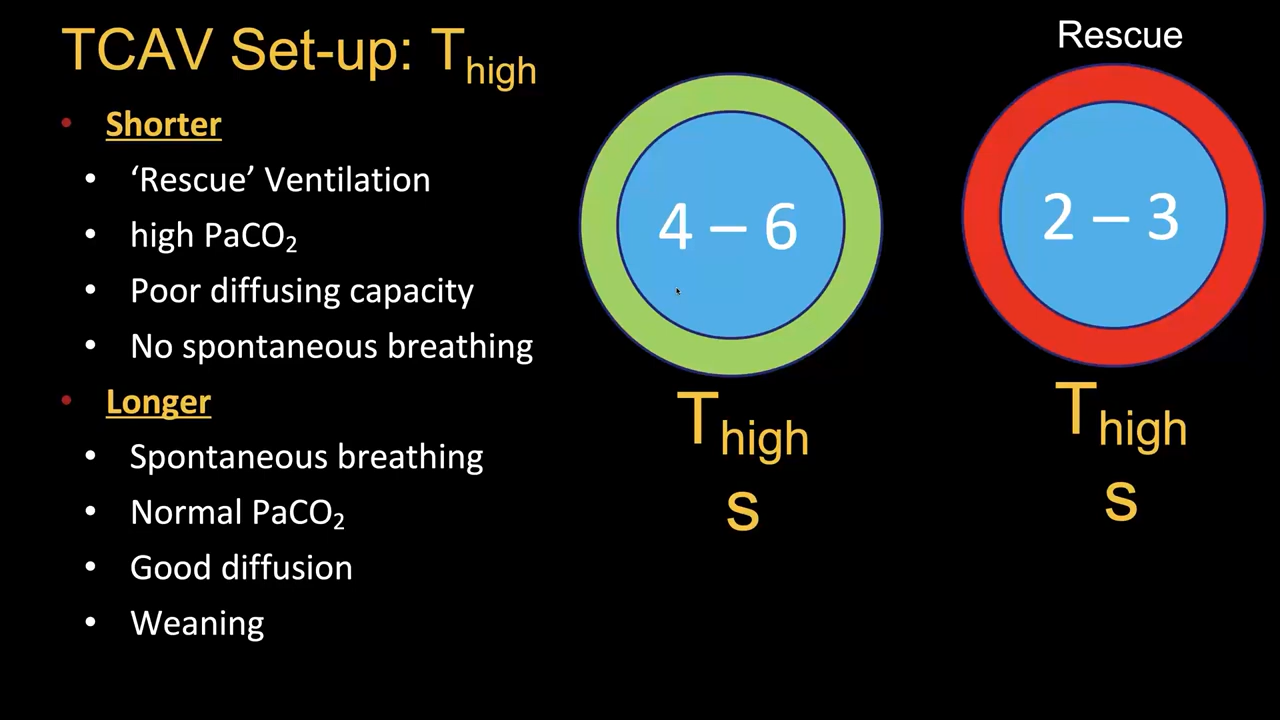 TCAV Set-up: Thigh
• Shorter
• ‘Rescue’ Ventilation
• high PaCO₂
• Poor diffusing capacity
• No spontaneous breathing
• Longer
• Spontaneous breathing
• Normal PaCO₂
• Good diffusion
• Weaning
4 – 6
Thigh
s
Rescue
2 – 3
Thigh
s